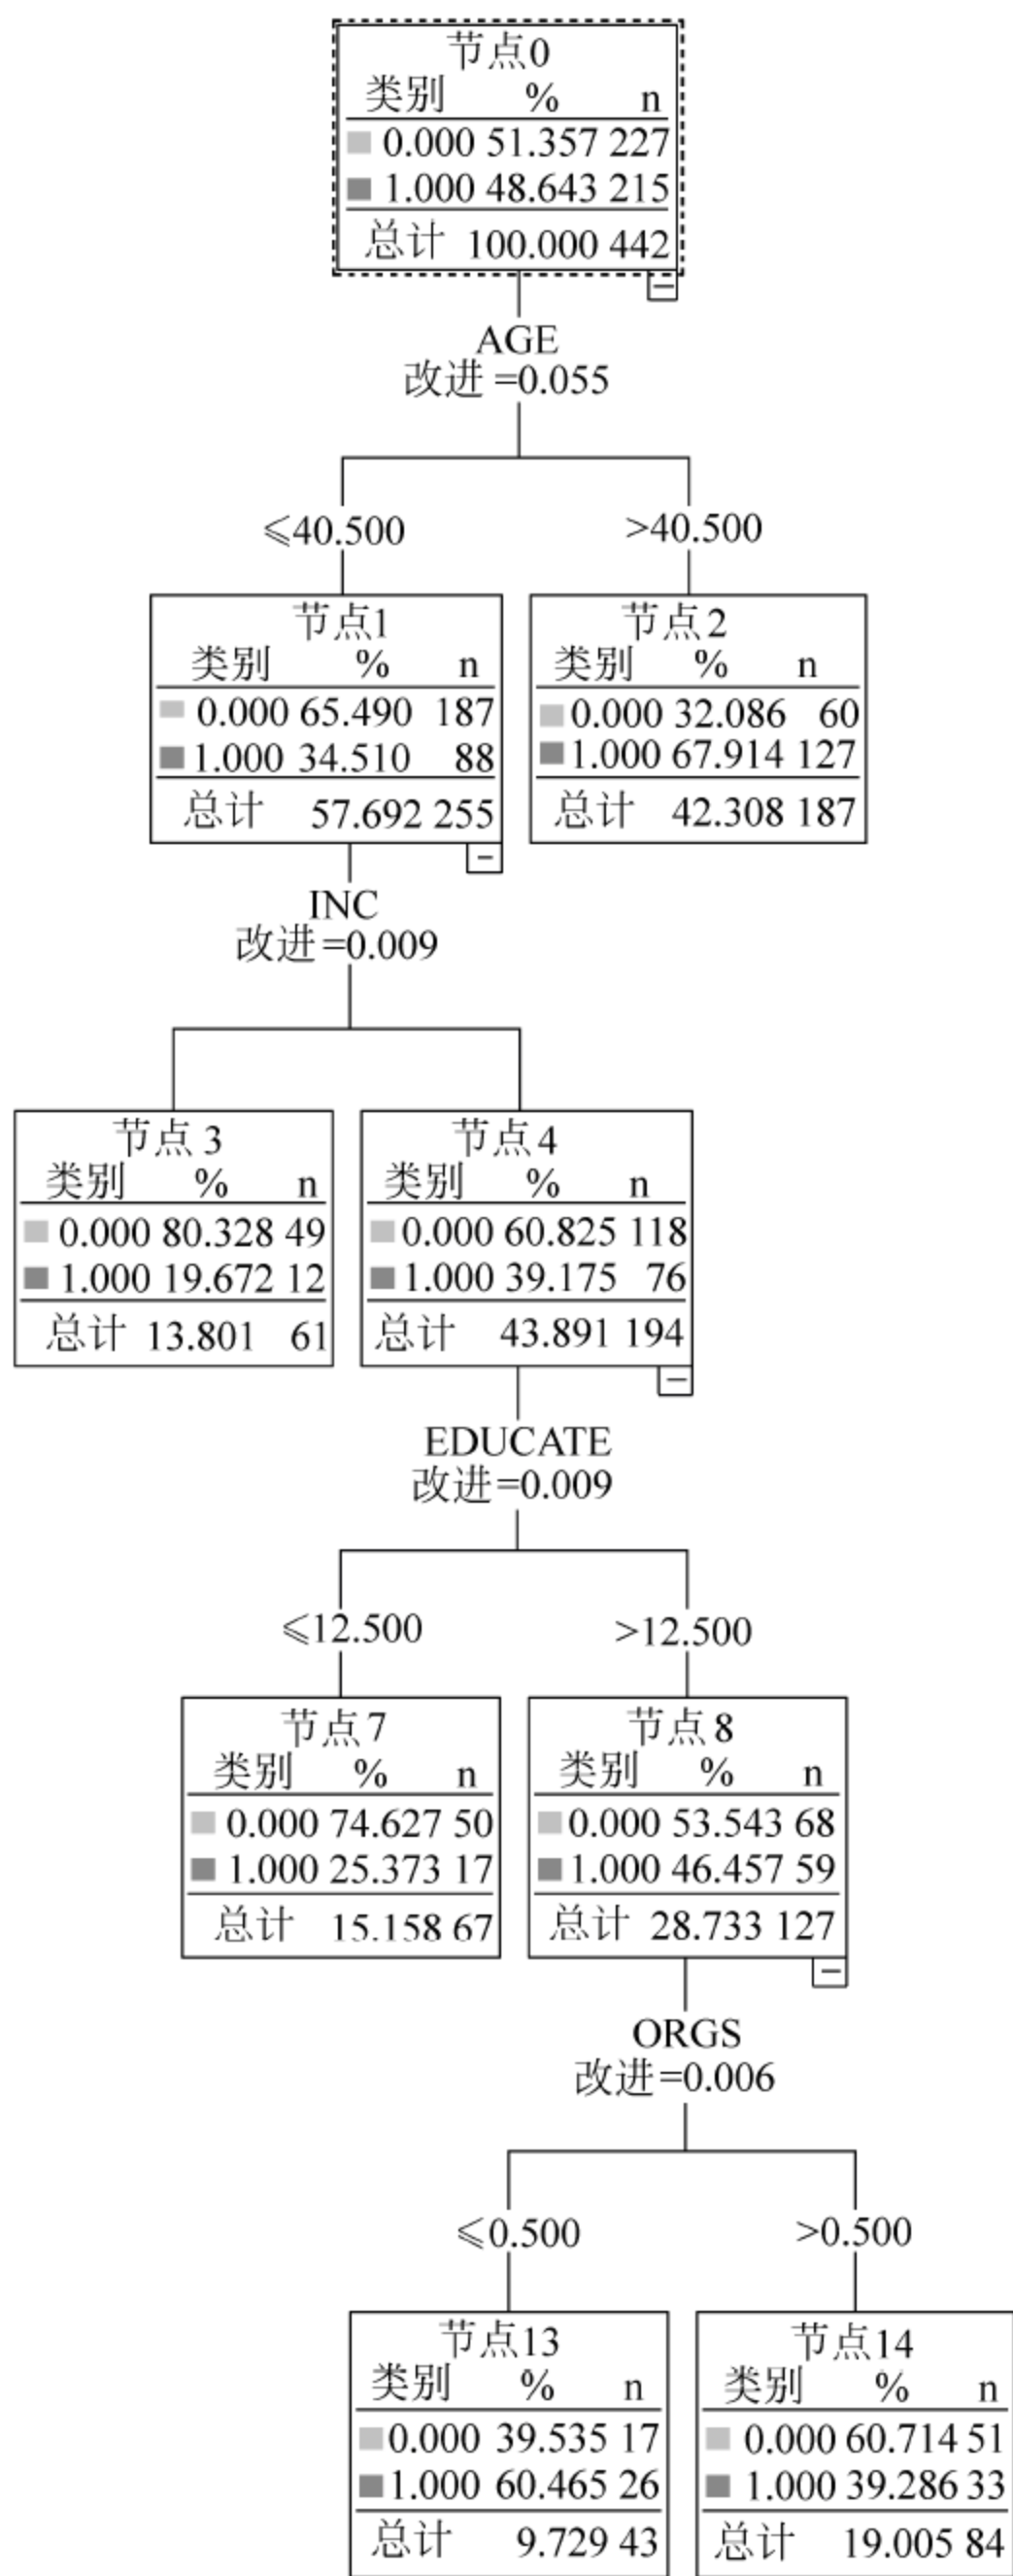 节点0
类别 % n
0.000 51.357 227
1.000 48.643 215
总计 100.000 442
AGE
改进 =0.055
≤40.500
>40.500
节点1
类别 % n
0.000 65.490 187
1.000 34.510 88
总计 57.692 255
节点2
类别 % n
0.000 32.086 60
1.000 67.914 127
总计 42.308 187
INC
改进=0.009
节点 3
类别 % n
0.000 80.328 49
1.000 19.672 12
总计 13.801 61
节点4
类别 % n
0.000 60.825 118
1.000 39.175 76
总计 43.891 194
EDUCATE
改进=0.009
≤12.500
>12.500
节点7
类别 % n
0.000 74.627 50
1.000 25.373 17
总计 15.158 67
节点8
类别 % n
0.000 53.543 68
1.000 46.457 59
总计 28.733 127
ORGS
改进=0.006
≤0.500
>0.500
节点13
类别 % n
0.000 39.535 17
1.000 60.465 26
总计 9.729 43
节点14
类别 % n
0.000 60.714 51
1.000 39.286 33
总计 19.005 84